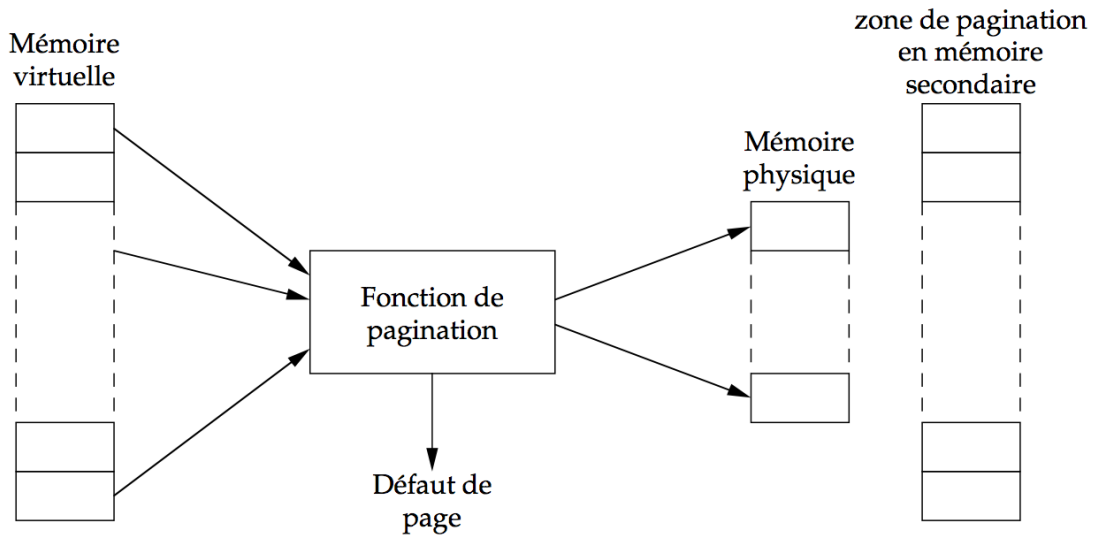 Mémoire
virtuelle
zone de pagination
en mémoire
secondaire
Mémoire
physique
Fonction de
pagination
Défaut de
page